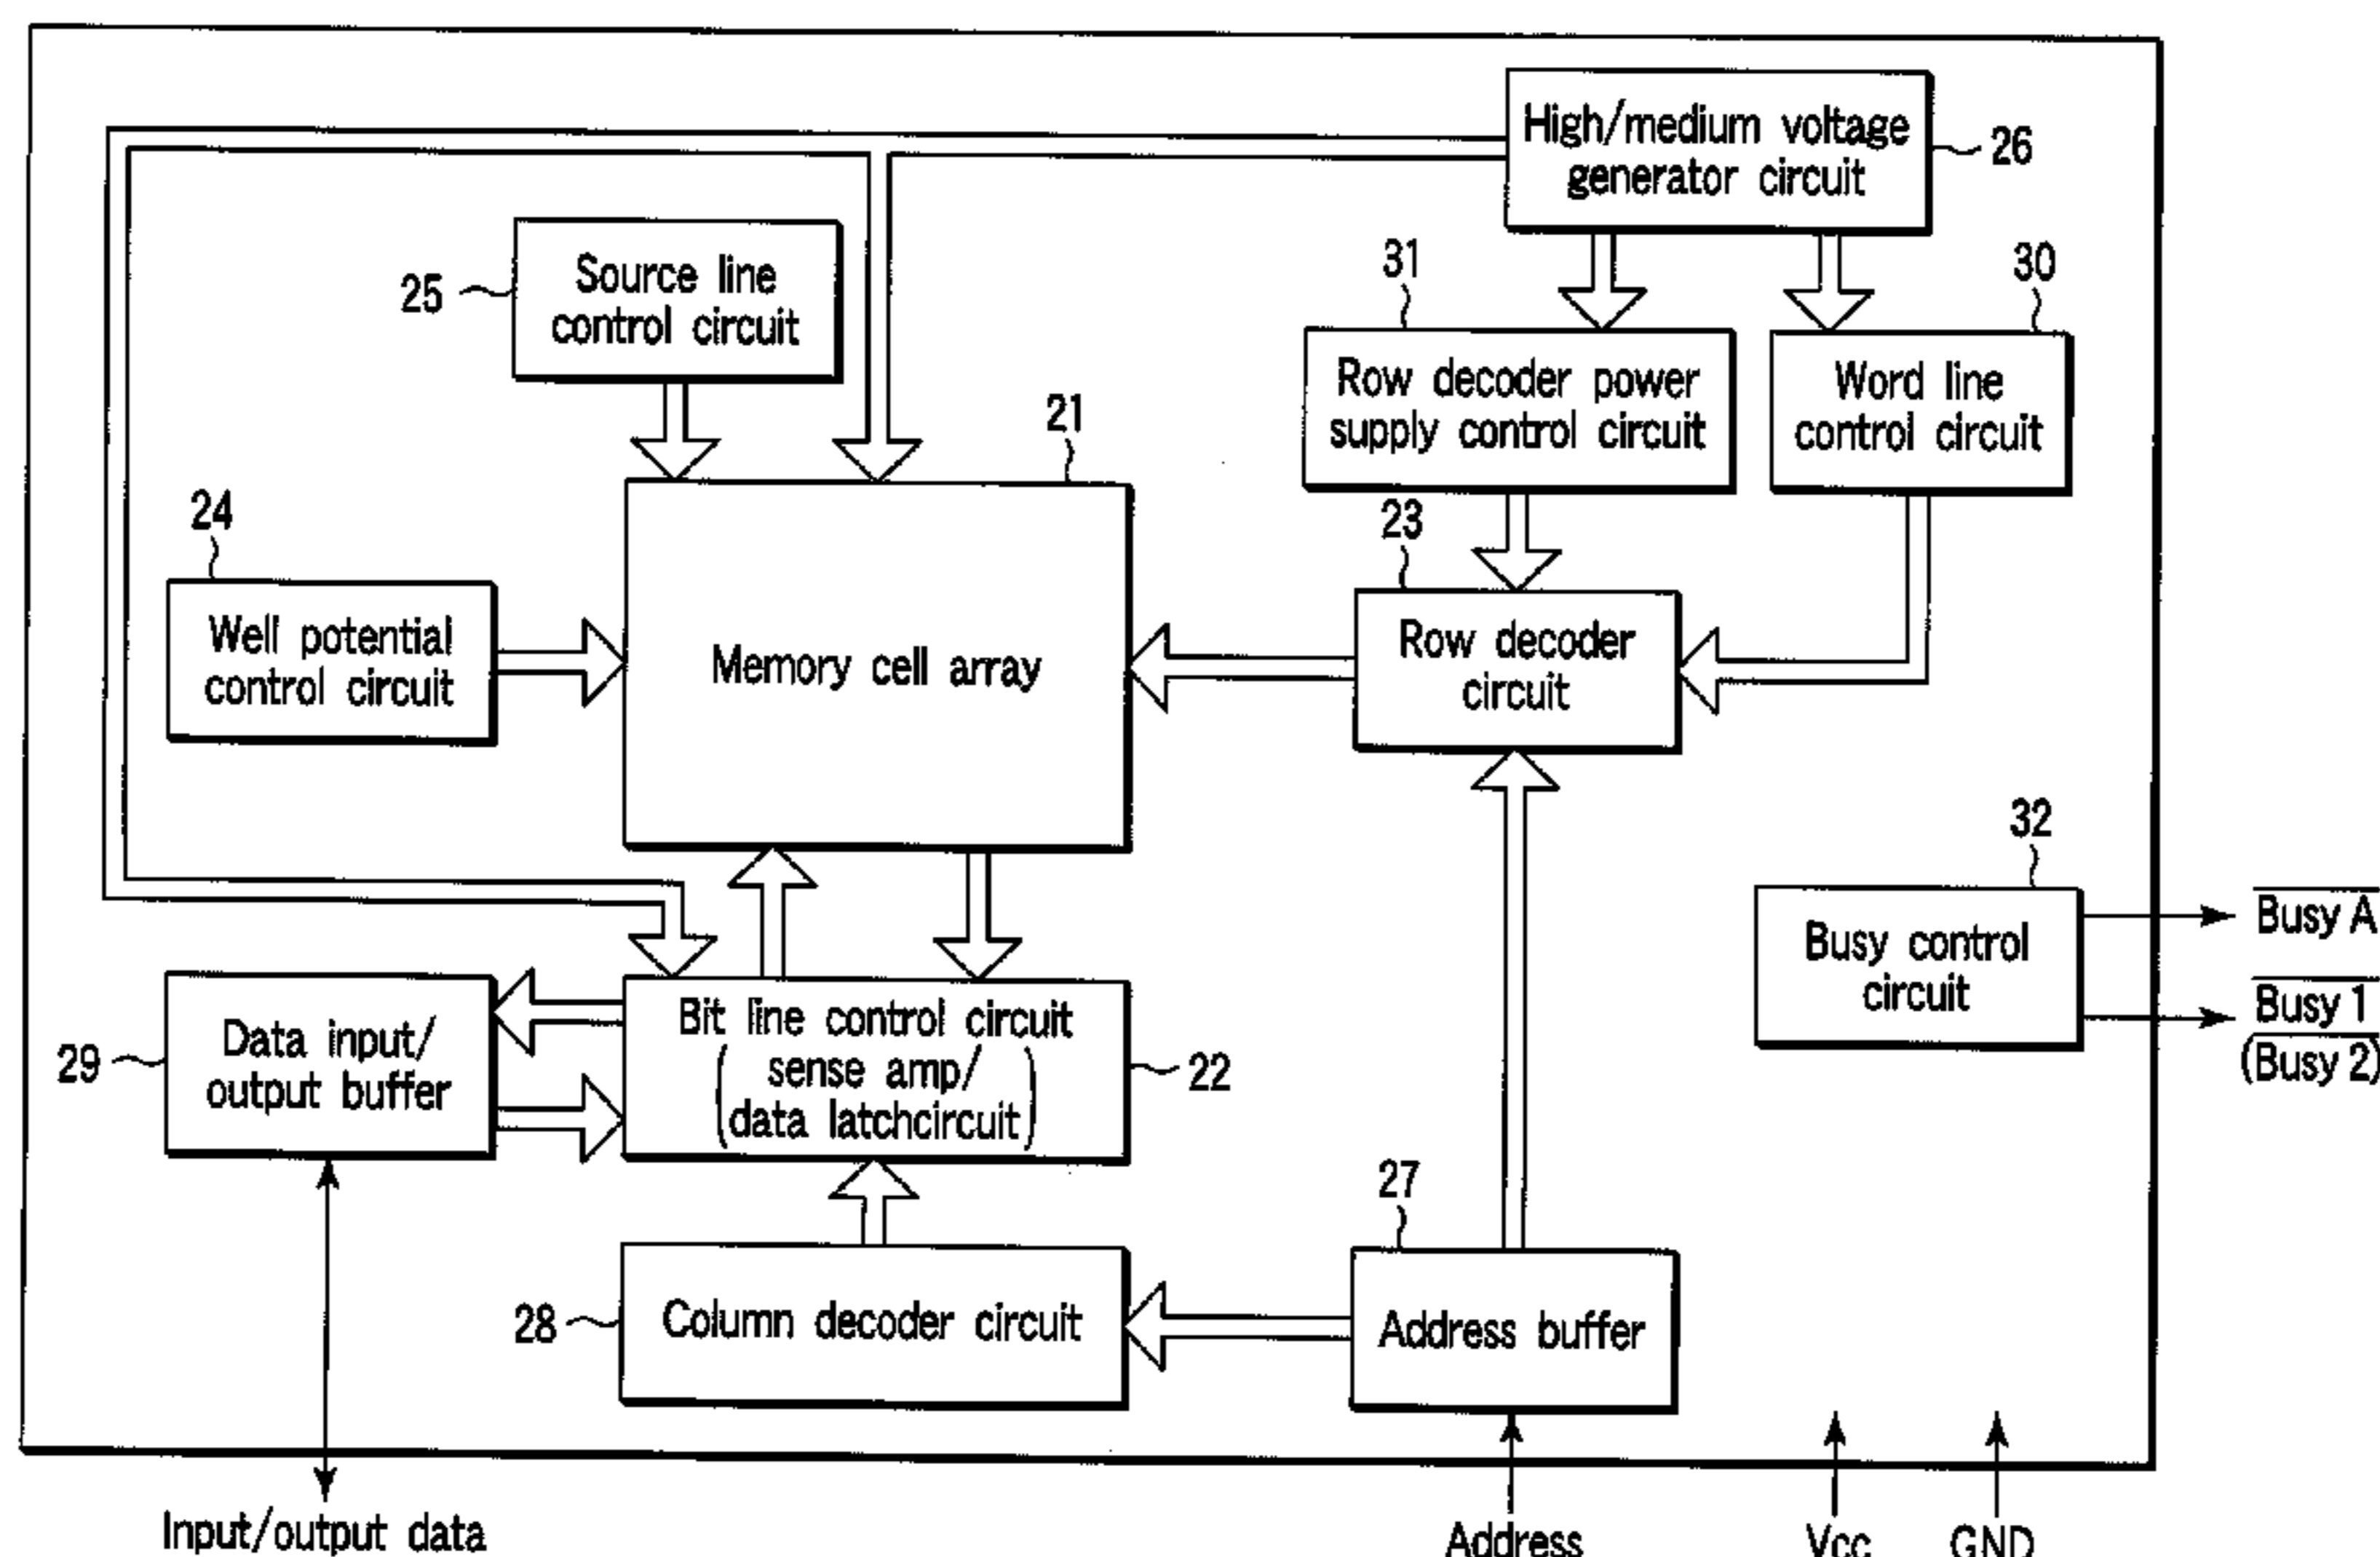 High/medium voltage
generator circuit
26
Source line
control circuit
25
31
30
Row decoder power
supply control circuit
Word line
control circuit
21
24
23
Well potential
control circuit
Memory cell array
Row decoder
circuit
32
Busy control
circuit
Busy A
Busy 1
(Busy 2)
29
Data input/
output buffer
Bit line control circuit
(sense amp/
data latchcircuit)
22
27
28
Column decoder circuit
Address buffer
Input/output data
Address
Vcc
GND